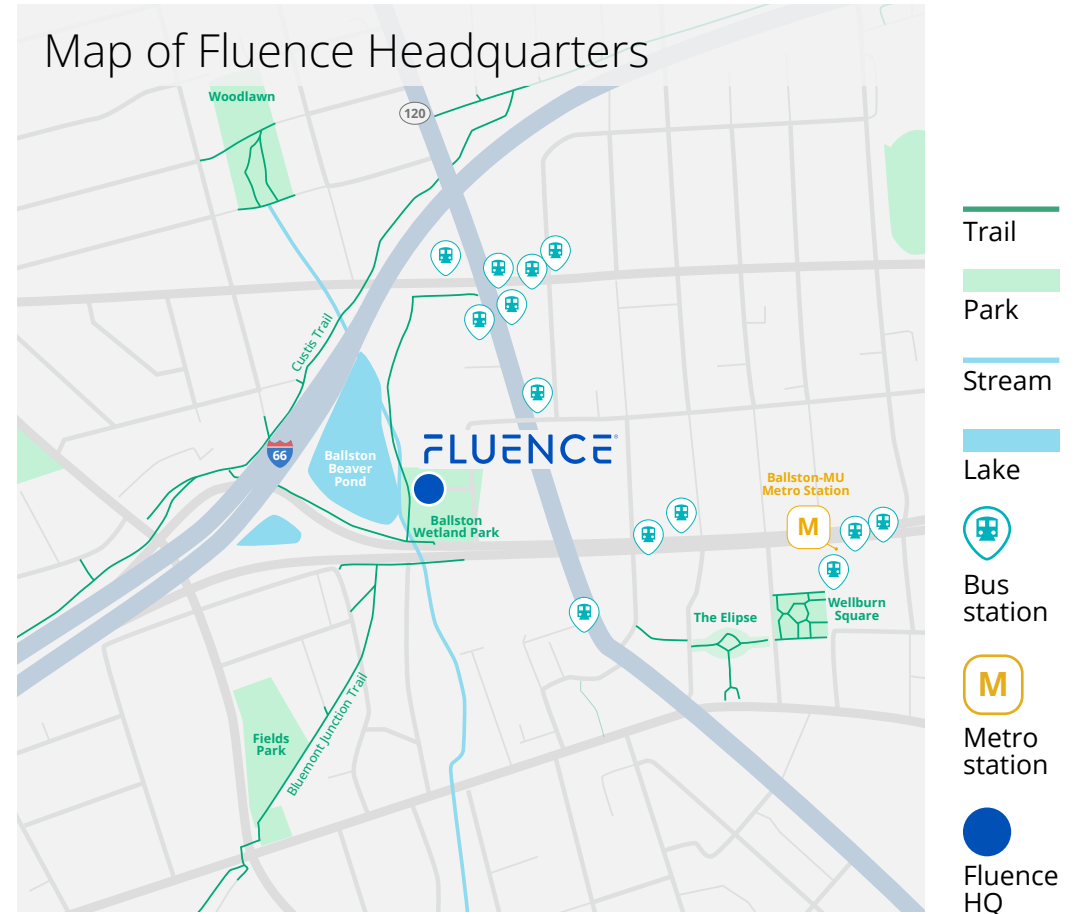 Map of Fluence Headquarters
Woodlawn
120
Custis Trail
66
Ballston
Beaver
Pond
FLUENCE
Ballston
Wetland Park
Ballston-MU
Metro Station
M
The Elipse
Wellburn
Square
Fields
Park
Bluemont Junction Trail
Trail
Park
Stream
Lake
Bus
station
M
Metro
station
Fluence
HQ